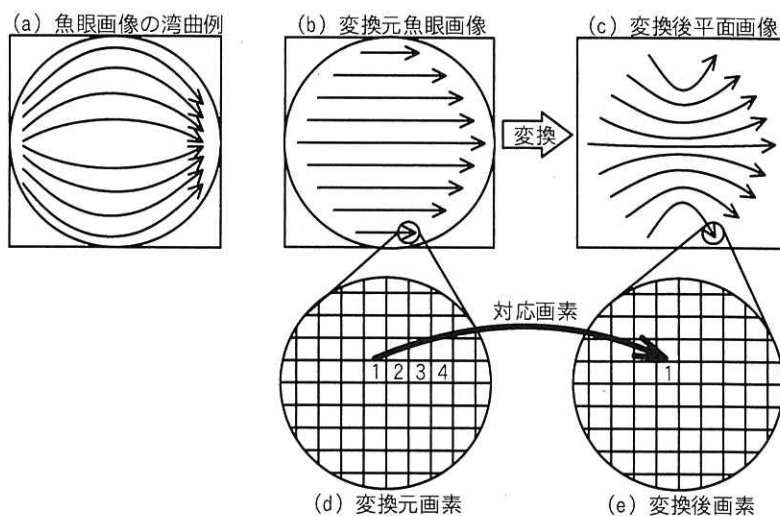 (a) 魚眼画像の湾曲例
(b) 変換元魚眼画像
(c) 変換後平面画像
変換
対応画素
1 2 3 4
1
(d) 変換元画素
(e) 変換後画素